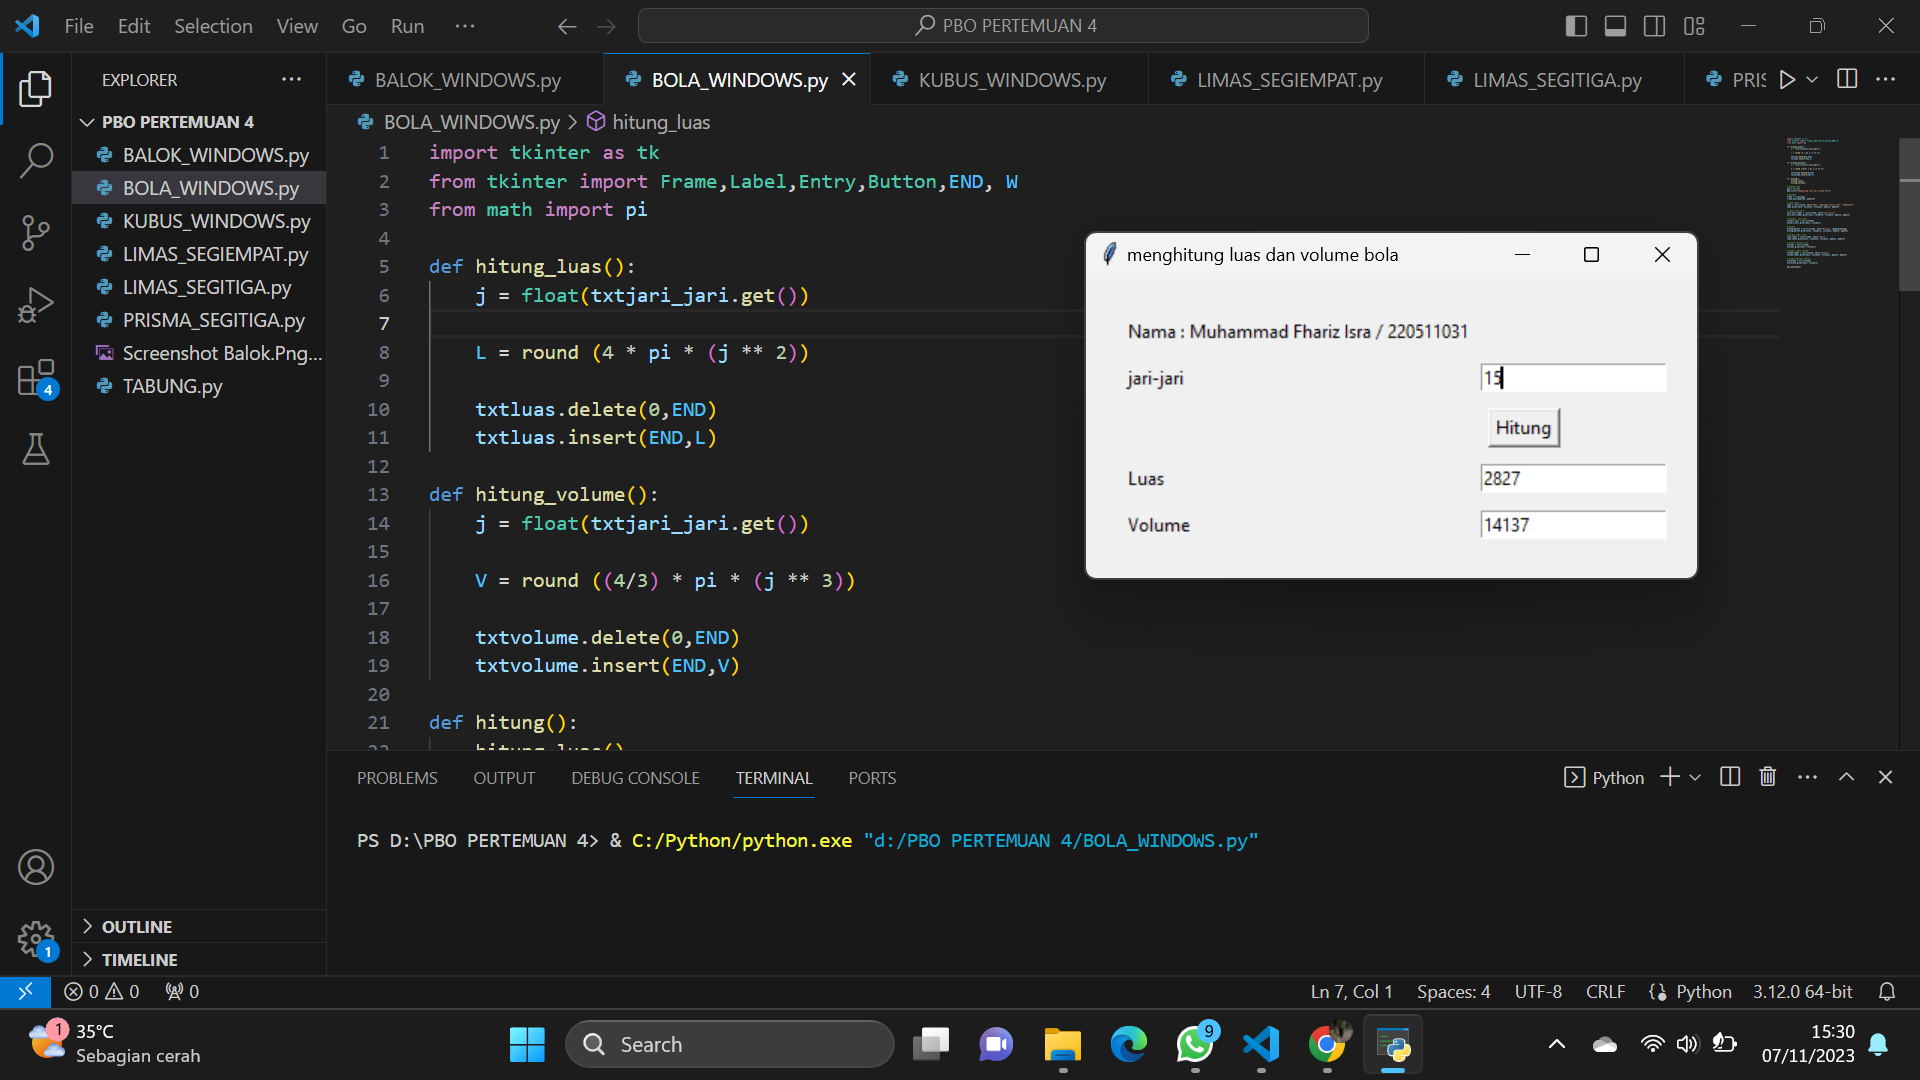 File Edit Selection View Go Run ···
PBO PERTEMUAN 4
EXPLORER ···
PBO PERTEMUAN 4
BALOK_WINDOWS.py
BOLA_WINDOWS.py
KUBUS_WINDOWS.py
LIMAS_SEGIEMPAT.py
LIMAS_SEGITIGA.py
PRISMA_SEGITIGA.py
Screenshot Balok.Png...
TABUNG.py
OUTLINE
TIMELINE
4
1
BALOK_WINDOWS.py BOLA_WINDOWS.py KUBUS_WINDOWS.py LIMAS_SEGIEMPAT.py LIMAS_SEGITIGA.py PRIS
BOLA_WINDOWS.py > hitung_luas
1 import tkinter as tk
2 from tkinter import Frame,Label,Entry,Button,END, W
3 from math import pi
4
5 def hitung_luas():
6 j = float(txtjari_jari.get())
7
8 L = round (4 * pi * (j ** 2))
9
10 txtluas.delete(0,END)
11 txtluas.insert(END,L)
12
13 def hitung_volume():
14 j = float(txtjari_jari.get())
15
16 V = round ((4/3) * pi * (j ** 3))
17
18 txtvolume.delete(0,END)
19 txtvolume.insert(END,V)
20
21 def hitung():
22 hitung_luas()
menghitung luas dan volume bola
Nama : Muhammad Fhariz Isra / 220511031
jari-jari 15
Hitung
Luas 2827
Volume 14137
PROBLEMS OUTPUT DEBUG CONSOLE TERMINAL PORTS
Python
PS D:\PBO PERTEMUAN 4> & C:/Python/python.exe "d:/PBO PERTEMUAN 4/BOLA_WINDOWS.py"
0 0 0
Ln 7, Col 1 Spaces: 4 UTF-8 CRLF Python 3.12.0 64-bit
1
35°C
Sebagian cerah
Search
9
15:30
07/11/2023